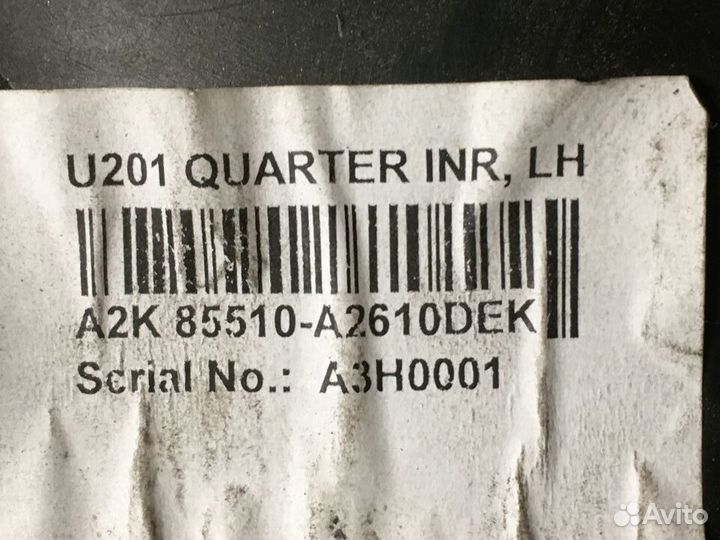 U201 QUARTER INR, LH
A2K 85510-A2610DEK
Serial No.: A3H0001
Avito